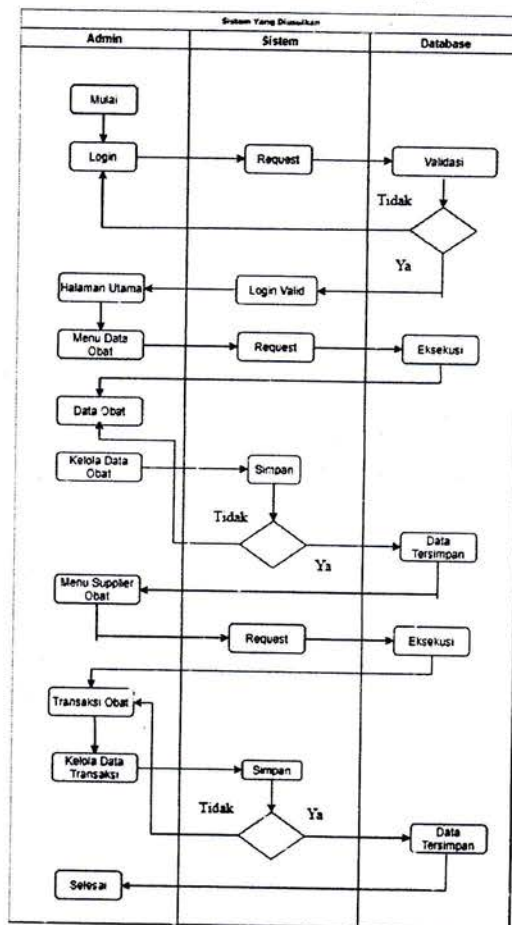 Sistem Yang Diusulkan
Admin
Sistem
Database
Mulai
Login
Request
Validasi
Tidak
Ya
Halaman Utama
Login Valid
Menu Data
Obat
Request
Eksekusi
Data Obat
Kelola Data
Obat
Simpan
Tidak
Ya
Data
Tersimpan
Menu Supplier
Obat
Request
Eksekusi
Transaksi Obat
Kelola Data
Transaksi
Simpan
Tidak
Ya
Data
Tersimpan
Selesai